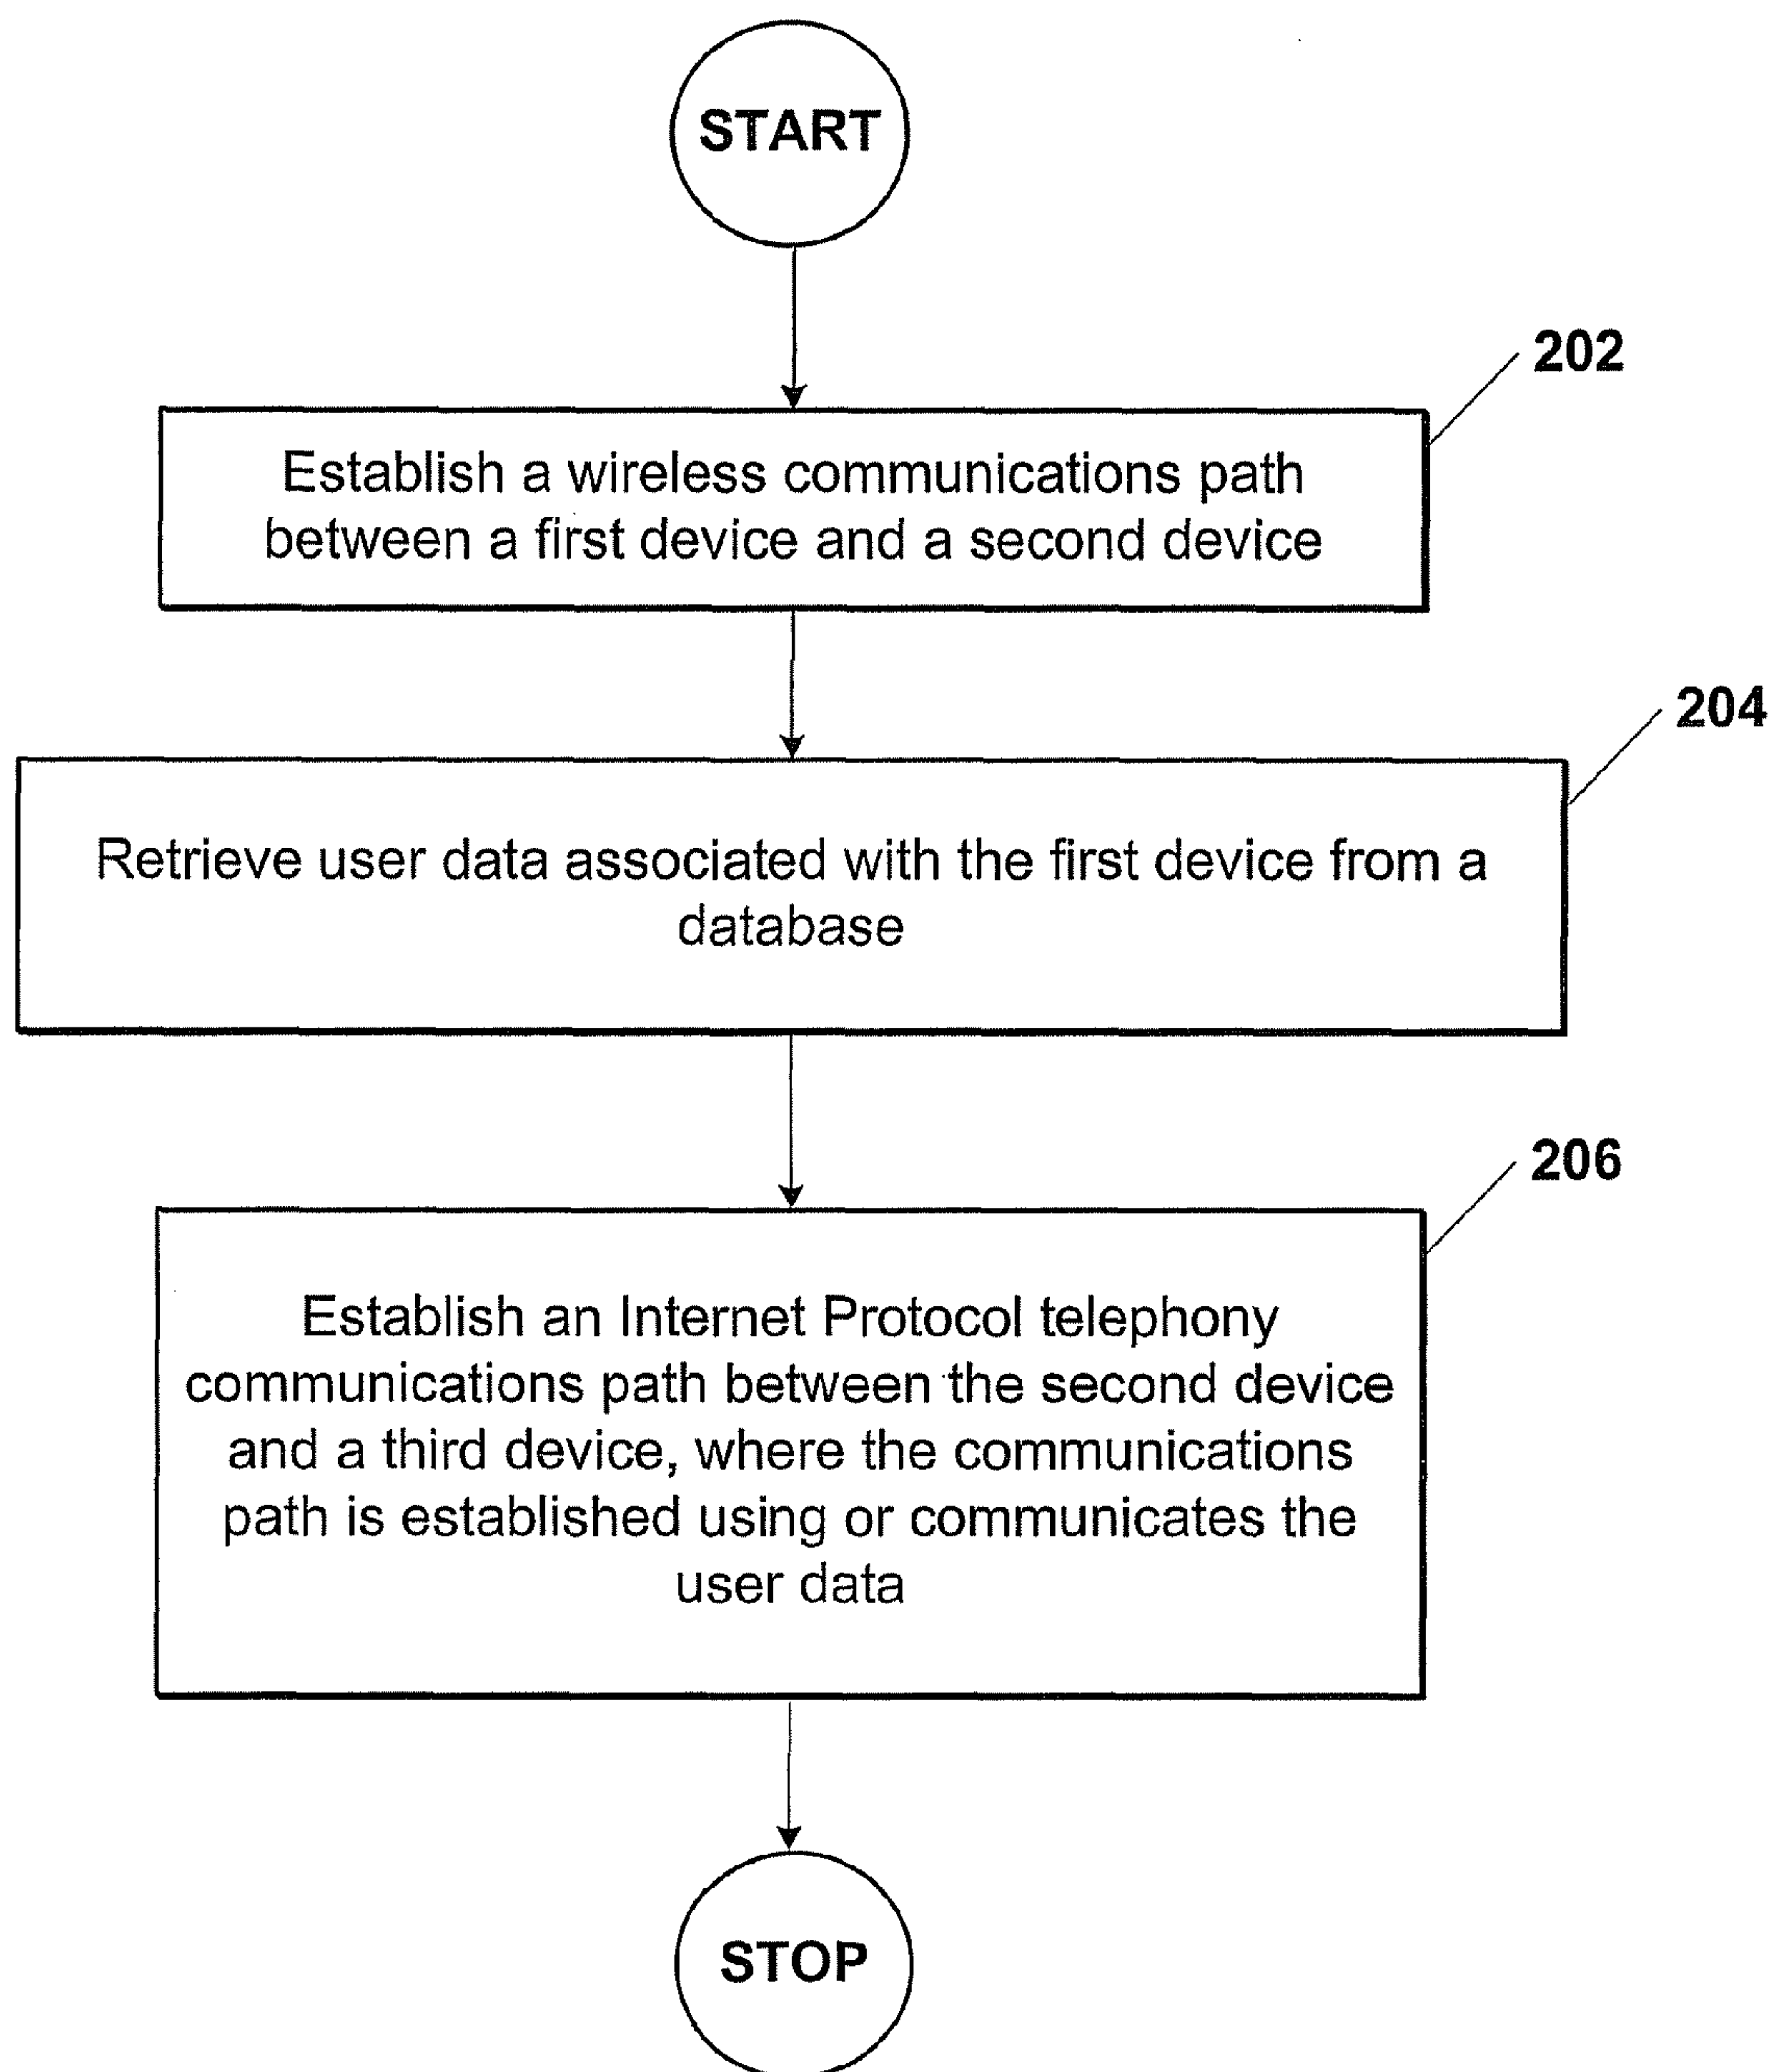 START
202
Establish a wireless communications path
between a first device and a second device
204
Retrieve user data associated with the first device from a
database
206
Establish an Internet Protocol telephony
communications path between the second device
and a third device, where the communications
path is established using or communicates the
user data
STOP